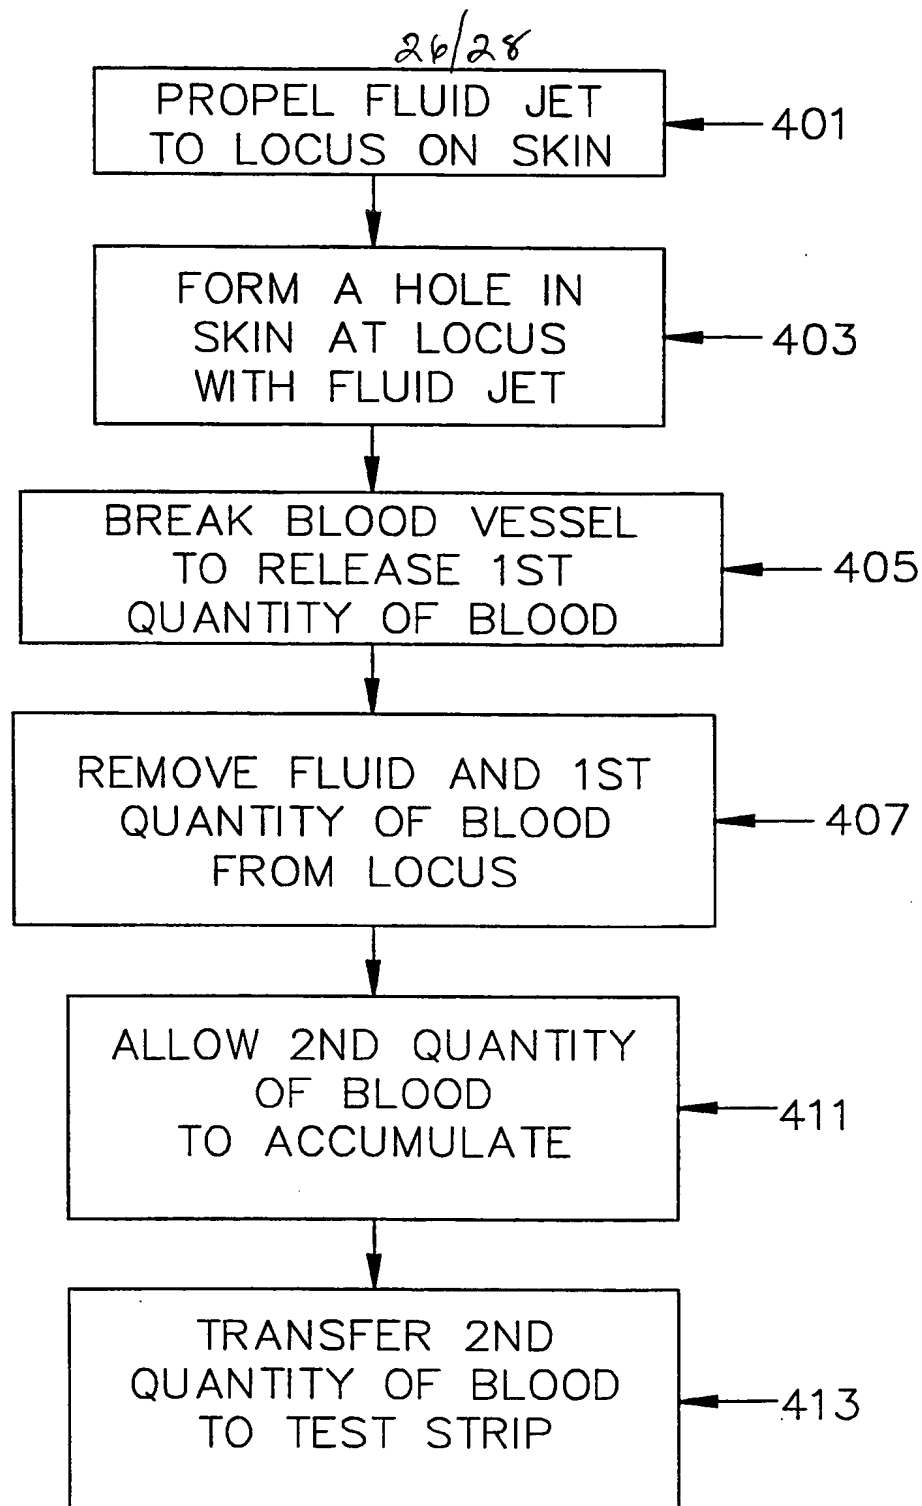 26/28
PROPEL FLUID JET
TO LOCUS ON SKIN
401
FORM A HOLE IN
SKIN AT LOCUS
WITH FLUID JET
403
BREAK BLOOD VESSEL
TO RELEASE 1ST
QUANTITY OF BLOOD
405
REMOVE FLUID AND 1ST
QUANTITY OF BLOOD
FROM LOCUS
407
ALLOW 2ND QUANTITY
OF BLOOD
TO ACCUMULATE
411
TRANSFER 2ND
QUANTITY OF BLOOD
TO TEST STRIP
413